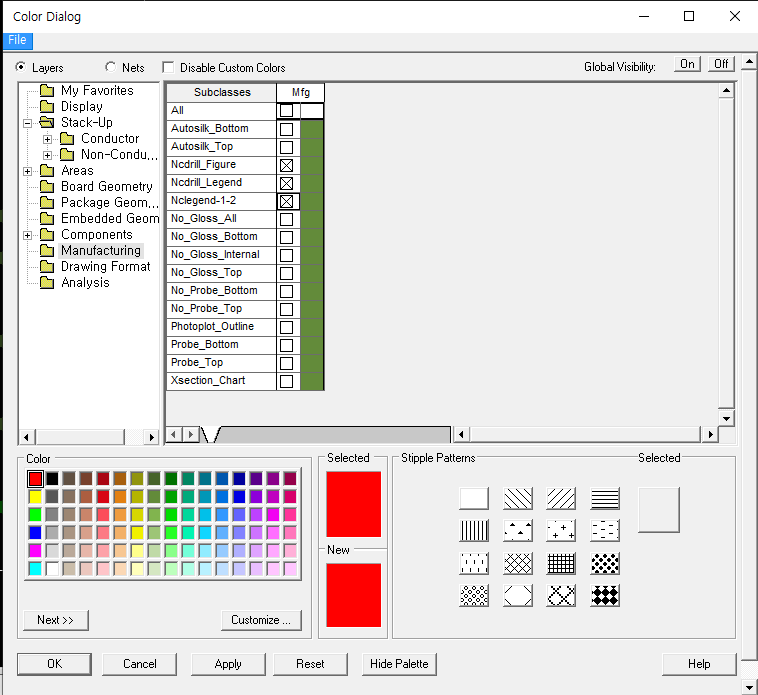 Color Dialog
File
Layers Nets Disable Custom Colors Global Visibility: On Off
My Favorites
Display
Stack-Up
Conductor
Non-Condu...
Areas
Board Geometry
Package Geom...
Embedded Geom
Components
Manufacturing
Drawing Format
Analysis
Subclasses Mfg
All
Autosilk_Bottom
Autosilk_Top
Ncdrill_Figure
Ncdrill_Legend
Nclegend-1-2
No_Gloss_All
No_Gloss_Bottom
No_Gloss_Internal
No_Gloss_Top
No_Probe_Bottom
No_Probe_Top
Photoplot_Outline
Probe_Bottom
Probe_Top
Xsection_Chart
Color
Next >>
Customize ...
Selected
New
Stipple Patterns
Selected
OK Cancel Apply Reset Hide Palette Help